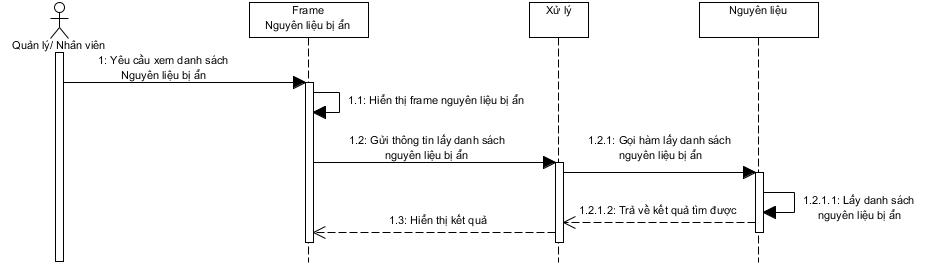 Frame
Nguyên liệu bị ẩn
Xử lý
Nguyên liệu
Quản lý/ Nhân viên
1: Yêu cầu xem danh sách
Nguyên liệu bị ẩn
1.1: Hiển thị frame nguyên liệu bị ẩn
1.2: Gửi thông tin lấy danh sách
nguyên liệu bị ẩn
1.2.1: Gọi hàm lấy danh sách
nguyên liệu bị ẩn
1.2.1.1: Lấy danh sách
nguyên liệu bị ẩn
1.2.1.2: Trả về kết quả tìm được
1.3: Hiển thị kết quả